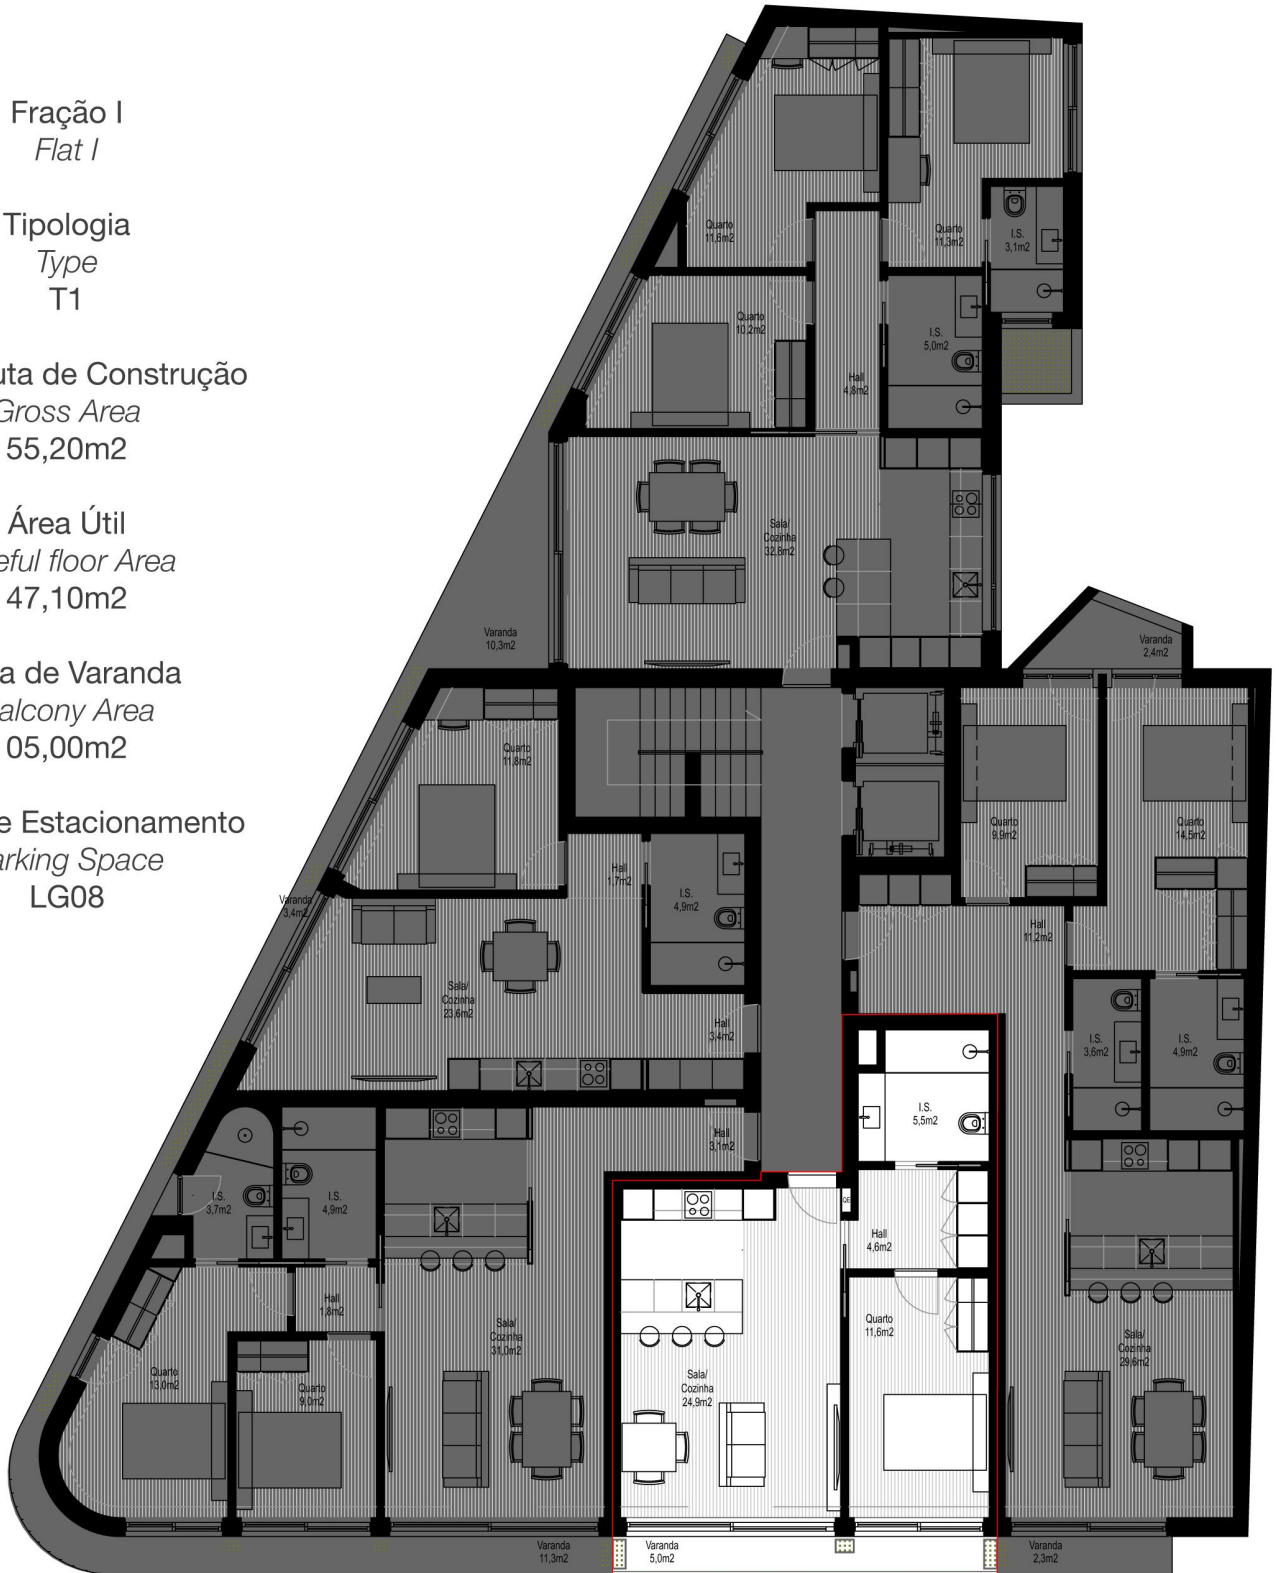 Fração I
Flat I
Tipologia
Type
T1
uta de Construção
Gross Area
55,20m2
Área Útil
eful floor Area
47,10m2
a de Varanda
alcony Area
05,00m2
e Estacionamento
arking Space
LG08
Quarto
11,6m2
Quarto
11,3m2
I.S.
3,1m2
Quarto
10,2m2
I.S.
5,0m2
Hall
4,8m2
Sala/
Cozinha
32,8m2
Varanda
10,3m2
Varanda
2,4m2
Quarto
11,8m2
Quarto
9,9m2
Quarto
14,5m2
Hall
1,7m2
I.S.
4,9m2
Varanda
3,4m2
Hall
11,2m2
Sala/
Cozinha
23,6m2
Hall
3,4m2
I.S.
3,6m2
I.S.
4,9m2
I.S.
5,5m2
Hall
3,1m2
I.S.
3,7m2
I.S.
4,9m2
QE
Hall
4,6m2
Hall
1,8m2
Sala/
Cozinha
31,0m2
Quarto
11,6m2
Sala/
Cozinha
29,6m2
Quarto
13,0m2
Quarto
9,0m2
Sala/
Cozinha
24,9m2
Varanda
11,3m2
Varanda
5,0m2
Varanda
2,3m2